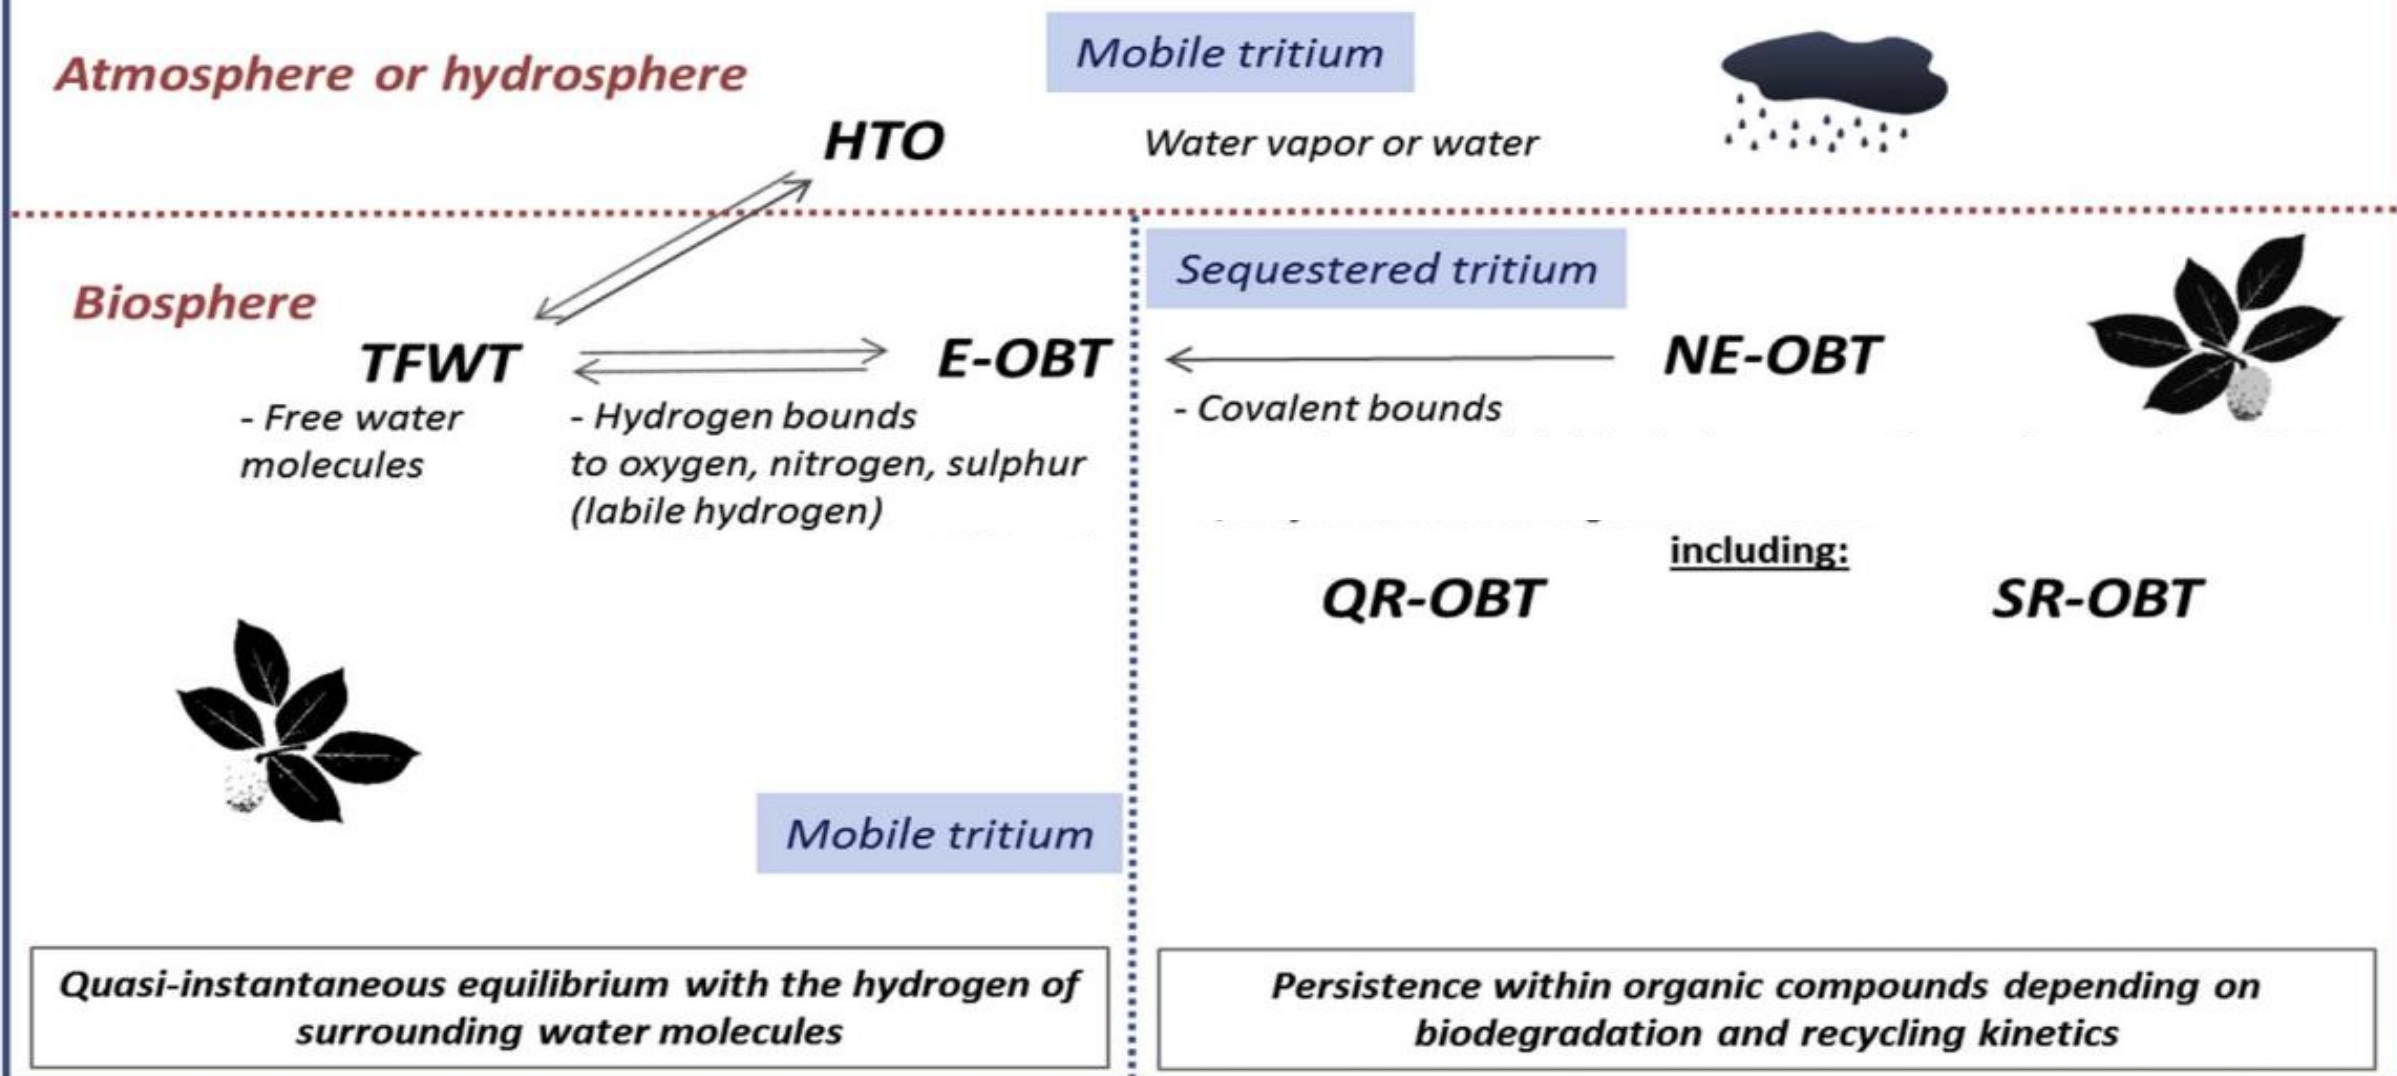 Atmosphere or hydrosphere
Mobile tritium
HTO
Water vapor or water
Biosphere
Sequestered tritium
TFWT
E-OBT
NE-OBT
- Free water
molecules
- Hydrogen bounds
to oxygen, nitrogen, sulphur
(labile hydrogen)
- Covalent bounds
including:
QR-OBT
SR-OBT
Mobile tritium
Quasi-instantaneous equilibrium with the hydrogen of
surrounding water molecules
Persistence within organic compounds depending on
biodegradation and recycling kinetics